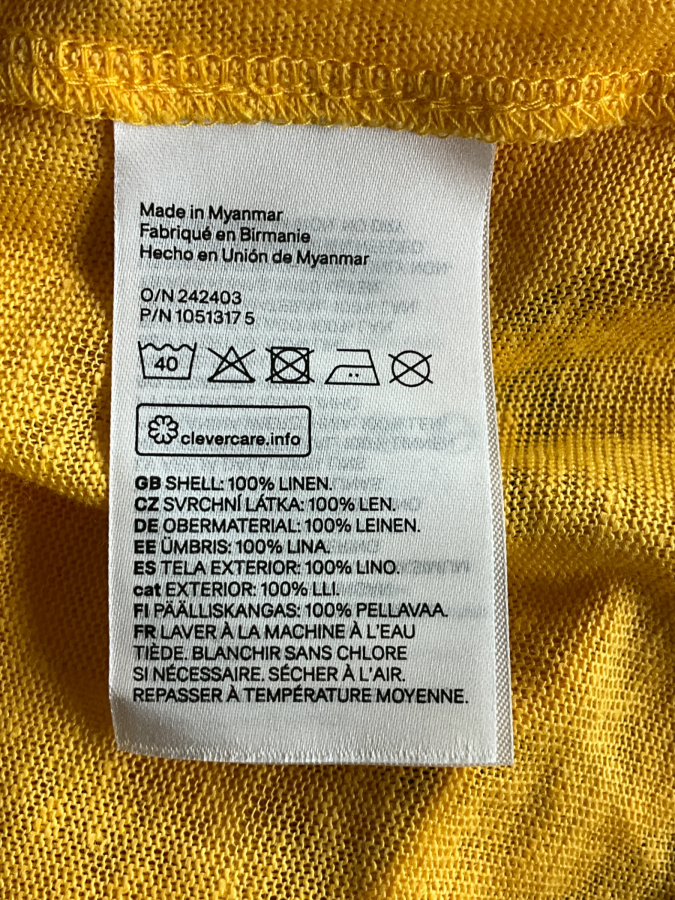 Made in Myanmar
Fabriqué en Birmanie
Hecho en Unión de Myanmar
O/N 242403
P/N 1051317 5
40
clevercare.info
GB SHELL: 100% LINEN.
CZ SVRCHNÍ LÁTKA: 100% LEN.
DE OBERMATERIAL: 100% LEINEN.
EE ÜMBRIS: 100% LINA.
ES TELA EXTERIOR: 100% LINO.
cat EXTERIOR: 100% LLI.
FI PÄÄLLISKANGAS: 100% PELLAVAA.
FR LAVER À LA MACHINE À L'EAU
TIÈDE. BLANCHIR SANS CHLORE
SI NÉCESSAIRE. SÉCHER À L'AIR.
REPASSER À TEMPÉRATURE MOYENNE.